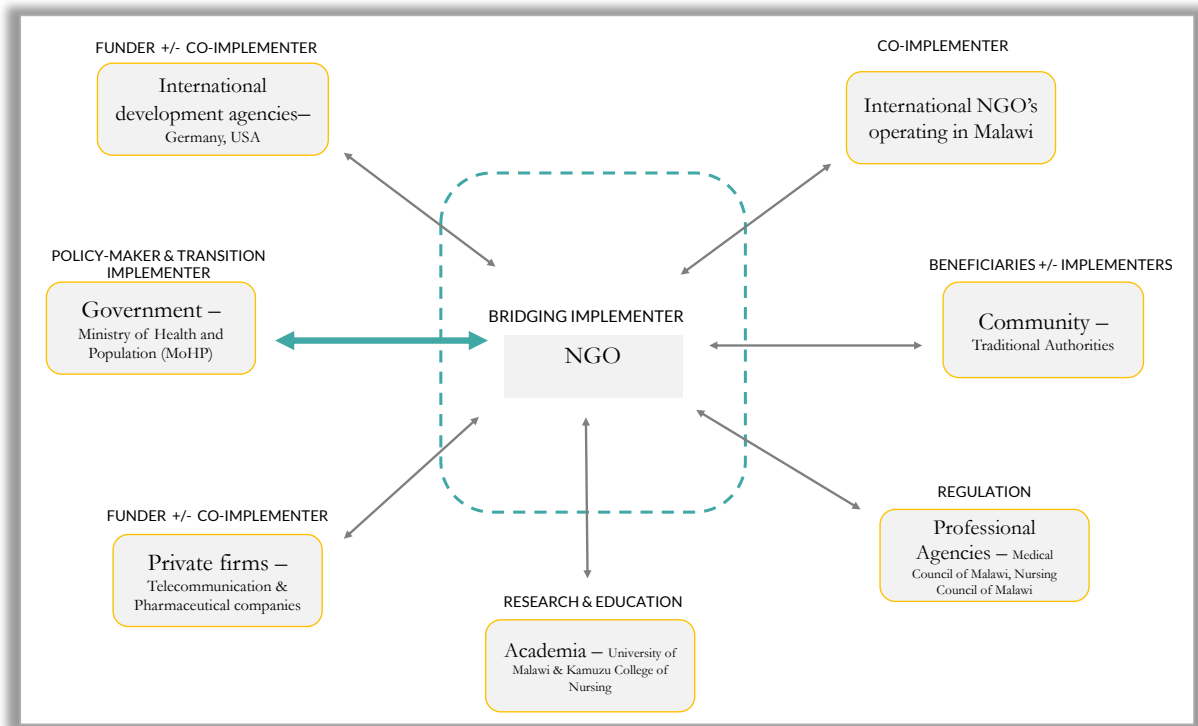 FUNDER +/- CO-IMPLEMENTER
International
development agencies–
Germany, USA
CO-IMPLEMENTER
International NGO's
operating in Malawi
POLICY-MAKER & TRANSITION
IMPLEMENTER
Government –
Ministry of Health and
Population (MoHP)
BRIDGING IMPLEMENTER
NGO
BENEFICIARIES +/- IMPLEMENTERS
Community –
Traditional Authorities
FUNDER +/- CO-IMPLEMENTER
Private firms –
Telecommunication &
Pharmaceutical companies
RESEARCH & EDUCATION
Academia – University of
Malawi & Kamuzu College of
Nursing
REGULATION
Professional
Agencies – Medical
Council of Malawi, Nursing
Council of Malawi